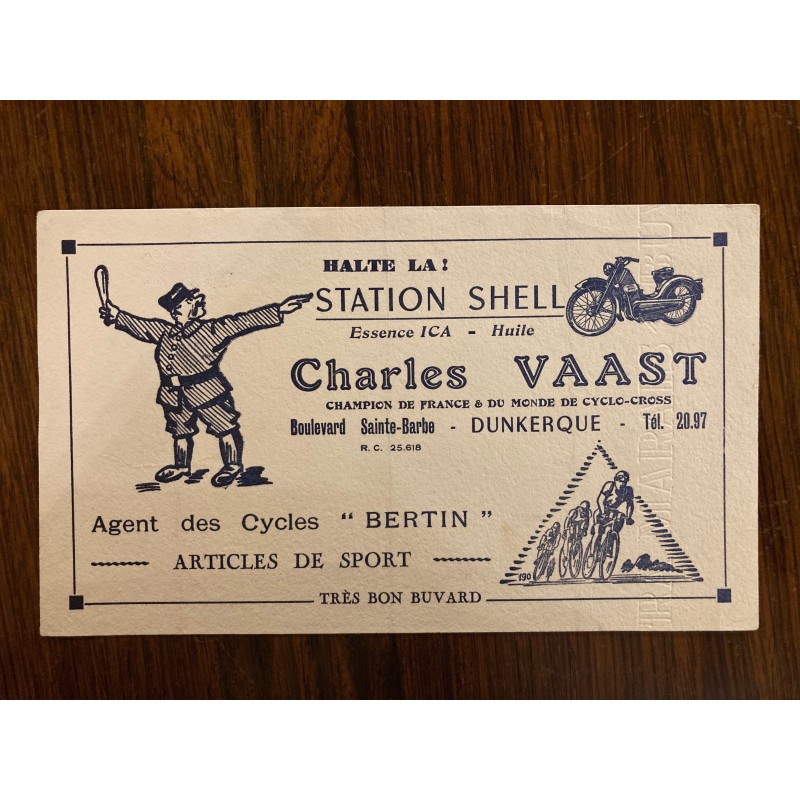 HALTE LA!
STATION SHELL
Essence ICA - Huile
Charles VAAST
CHAMPION DE FRANCE & DU MONDE DE CYCLO-CROSS
Boulevard Sainte-Barbe - DUNKERQUE - Tél. 20.97
R. C. 25.618
Agent des Cycles " BERTIN "
ARTICLES DE SPORT
190
TRÈS BON BUVARD